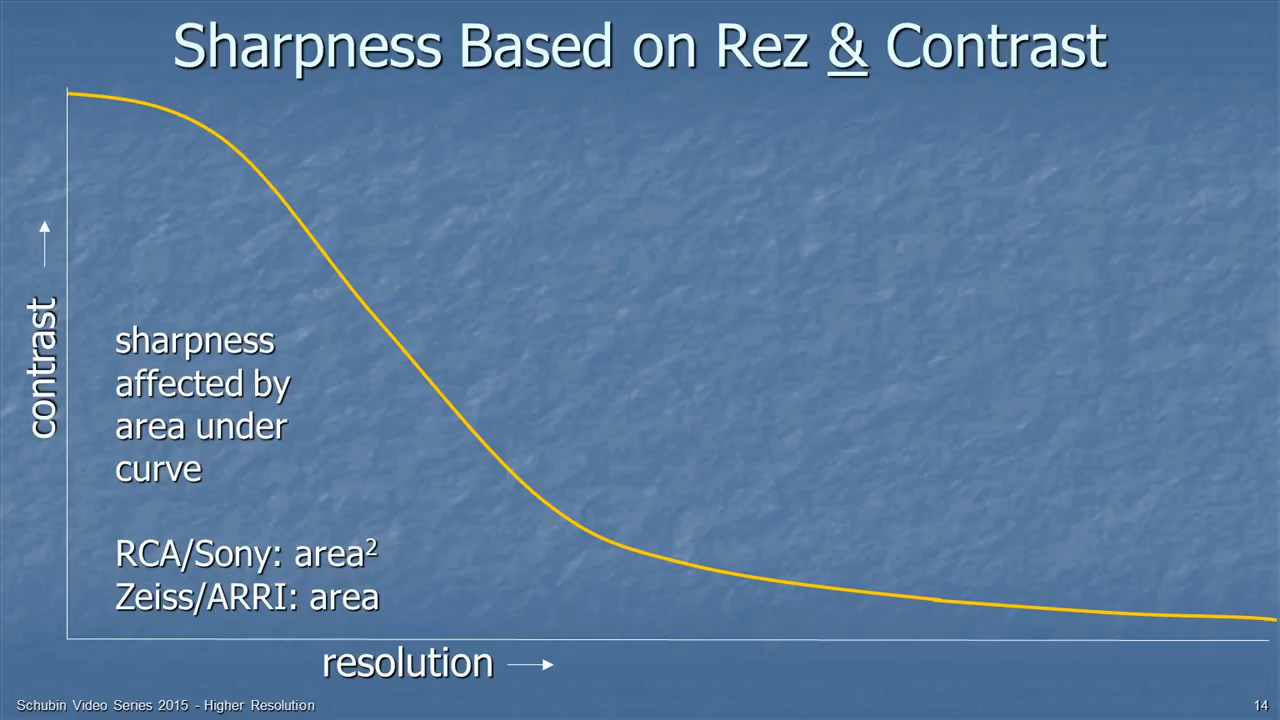 Sharpness Based on Rez & Contrast
contrast
sharpness
affected by
area under
curve
RCA/Sony: area²
Zeiss/ARRI: area
resolution
Schubin Video Series 2015 - Higher Resolution
14